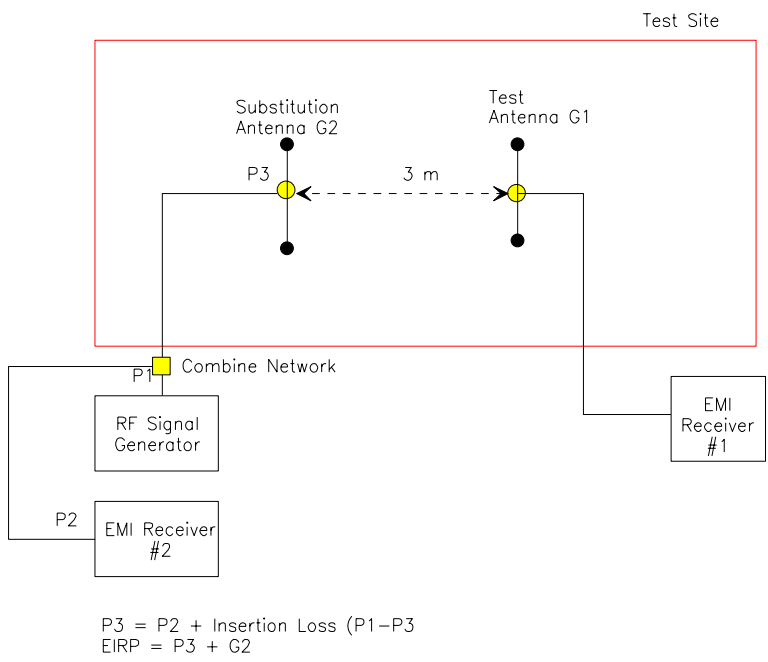 Test Site
Substitution
Antenna G2
Test
Antenna G1
P3
3 m
P1
Combine Network
RF Signal
Generator
EMI
Receiver
#1
P2
EMI Receiver
#2
P3 = P2 + Insertion Loss (P1-P3
EIRP = P3 + G2